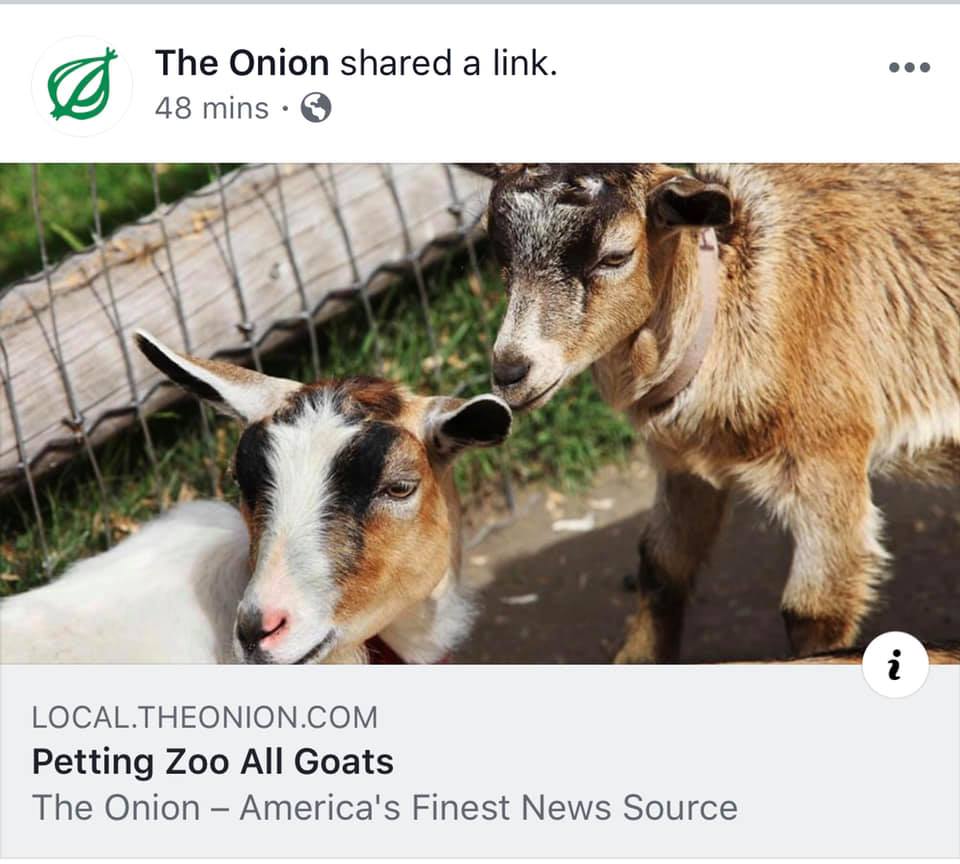 The Onion shared a link.
48 mins ·
LOCAL.THEONION.COM
Petting Zoo All Goats
The Onion – America's Finest News Source